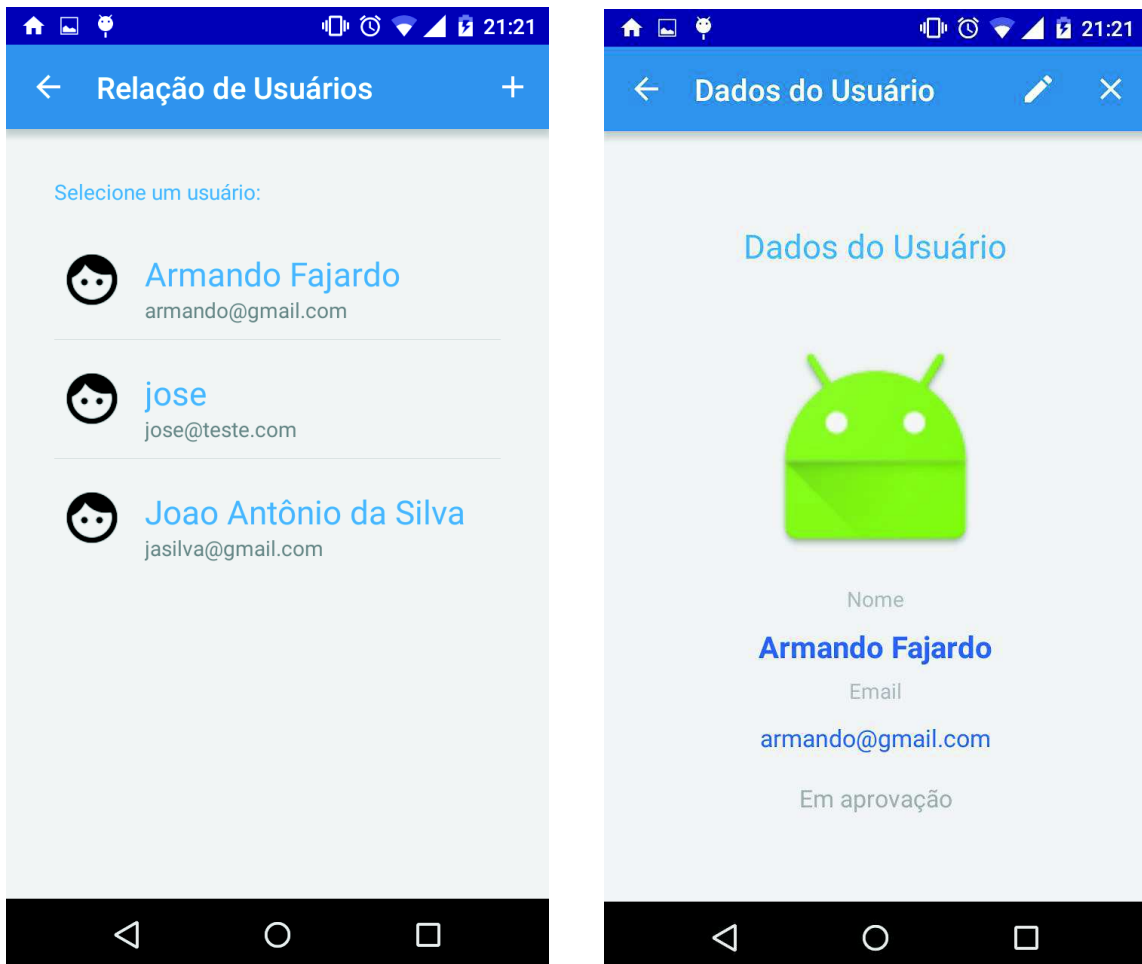 21:21
Relação de Usuários
Selecione um usuário:
Armando Fajardo
armando@gmail.com
jose
jose@teste.com
Joao Antônio da Silva
jasilva@gmail.com
21:21
Dados do Usuário
Dados do Usuário
Nome
Armando Fajardo
Email
armando@gmail.com
Em aprovação